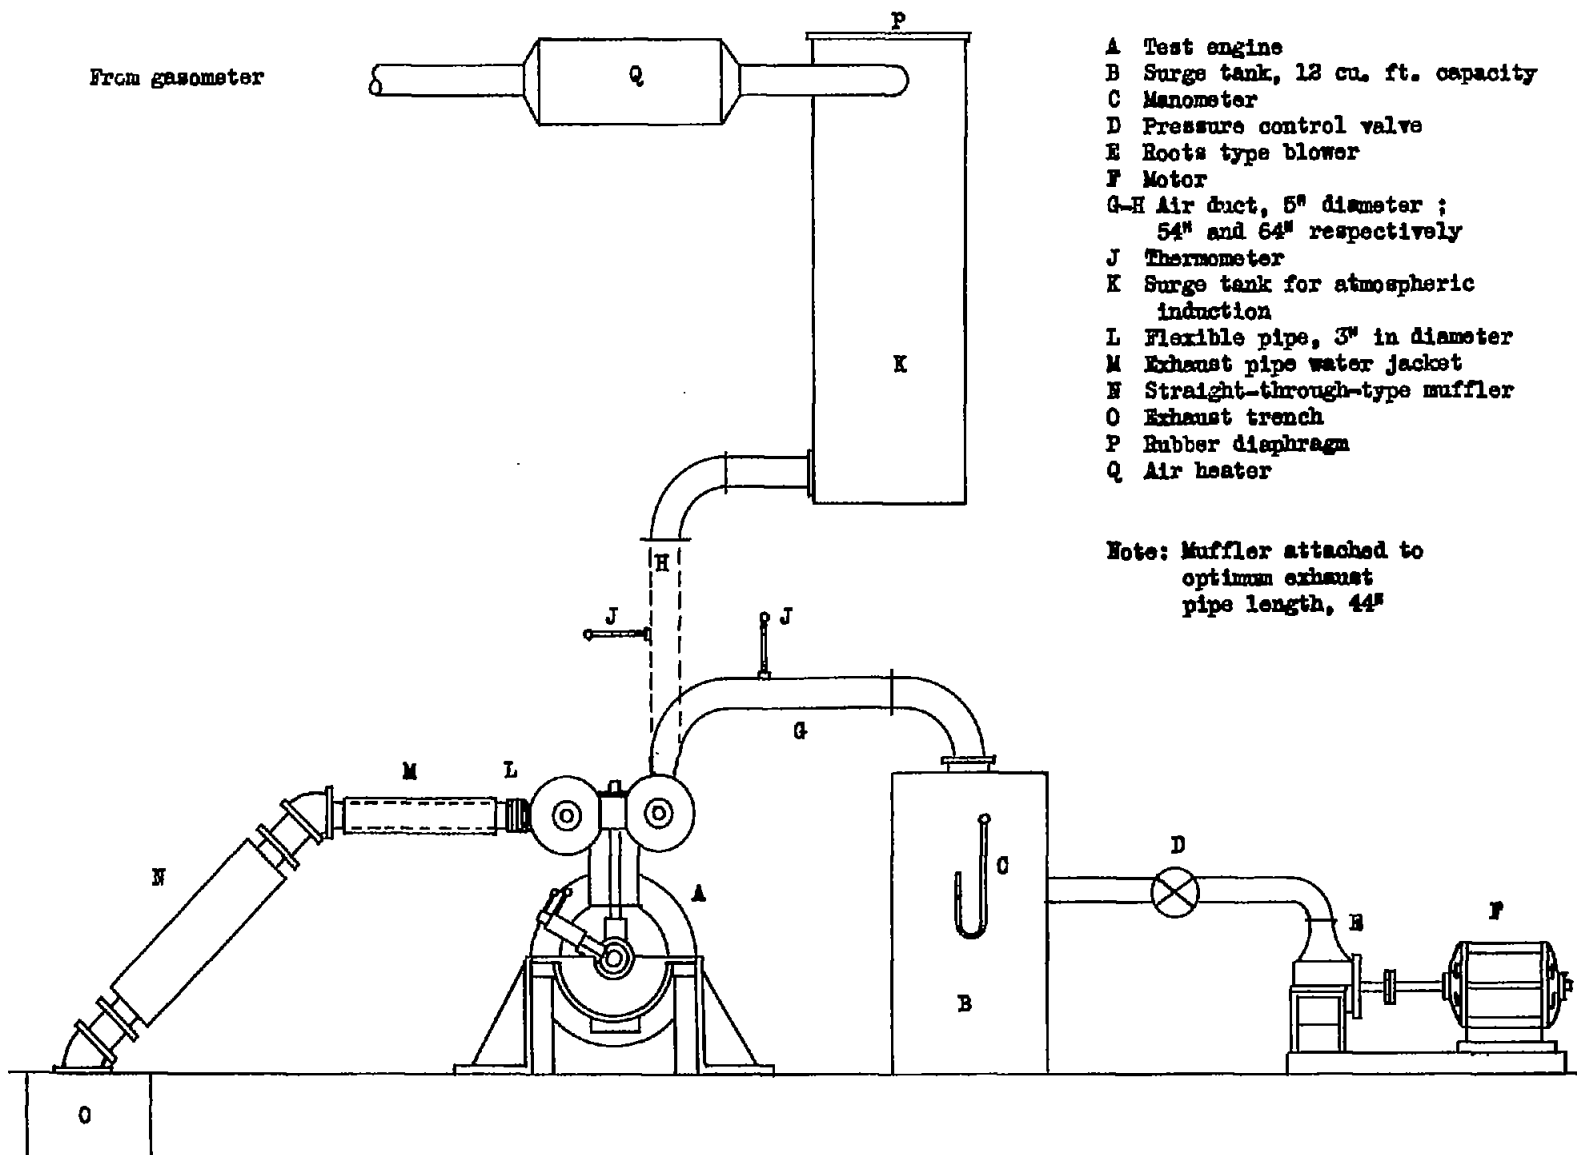 P
From gasometer
Q
A Test engine
B Surge tank, 12 cu. ft. capacity
C Manometer
D Pressure control valve
E Roots type blower
F Motor
G-H Air duct, 5" diameter ;
54" and 64" respectively
J Thermometer
K Surge tank for atmospheric
induction
L Flexible pipe, 3" in diameter
M Exhaust pipe water jacket
N Straight-through-type muffler
O Exhaust trench
P Rubber diaphragm
Q Air heater
K
Note: Muffler attached to
optimum exhaust
pipe length, 44"
H
J
J
G
M
L
N
A
C
D
E
F
B
O